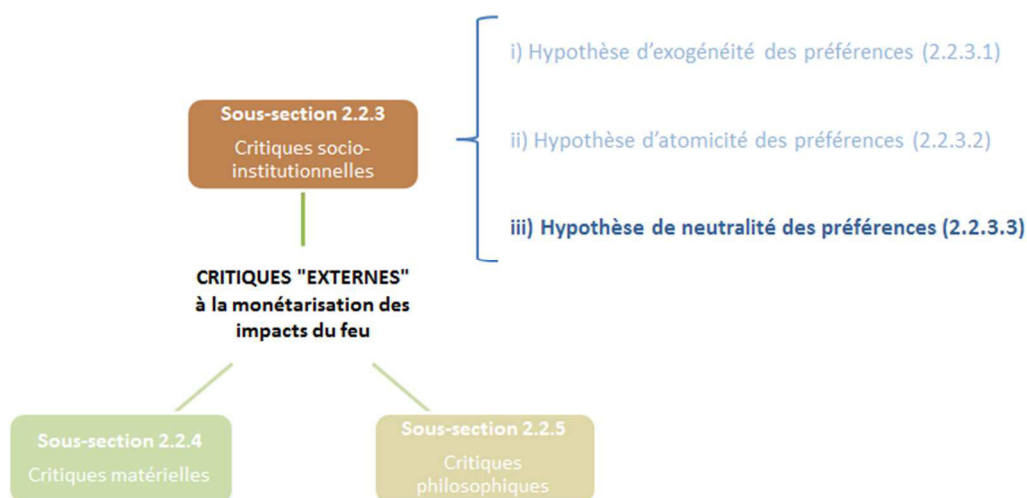 i) Hypothèse d'exogénéité des préférences (2.2.3.1)
Sous-section 2.2.3
Critiques socio-
institutionnelles
ii) Hypothèse d'atomicité des préférences (2.2.3.2)
iii) Hypothèse de neutralité des préférences (2.2.3.3)
CRITIQUES "EXTERNES"
à la monétarisation des
impacts du feu
Sous-section 2.2.4
Critiques matérielles
Sous-section 2.2.5
Critiques
philosophiques